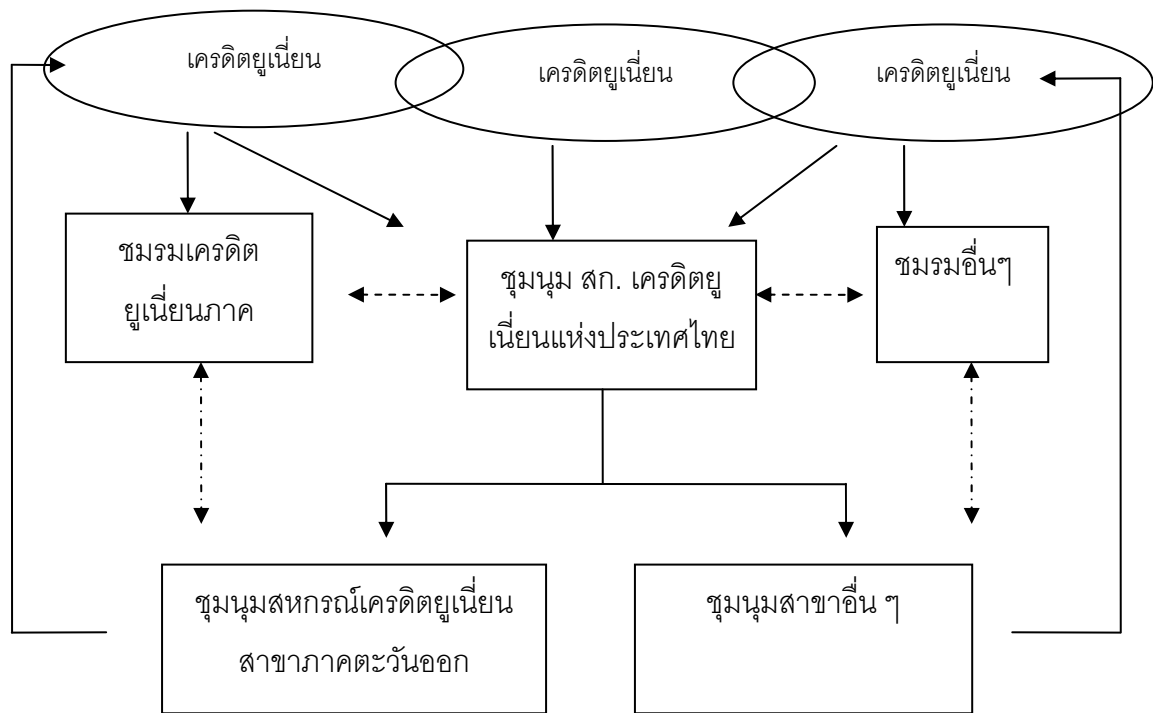 เครดิตยูเนี่ยน
เครดิตยูเนี่ยน
เครดิตยูเนี่ยน
ชมรมเครดิต
ยูเนี่ยนภาค
ชุมนุม สก. เครดิตยู
เนี่ยนแห่งประเทศไทย
ชมรมอื่นๆ
ชุมนุมสหกรณ์เครดิตยูเนี่ยน
สาขาภาคตะวันออก
ชุมนุมสาขาอื่น ๆ